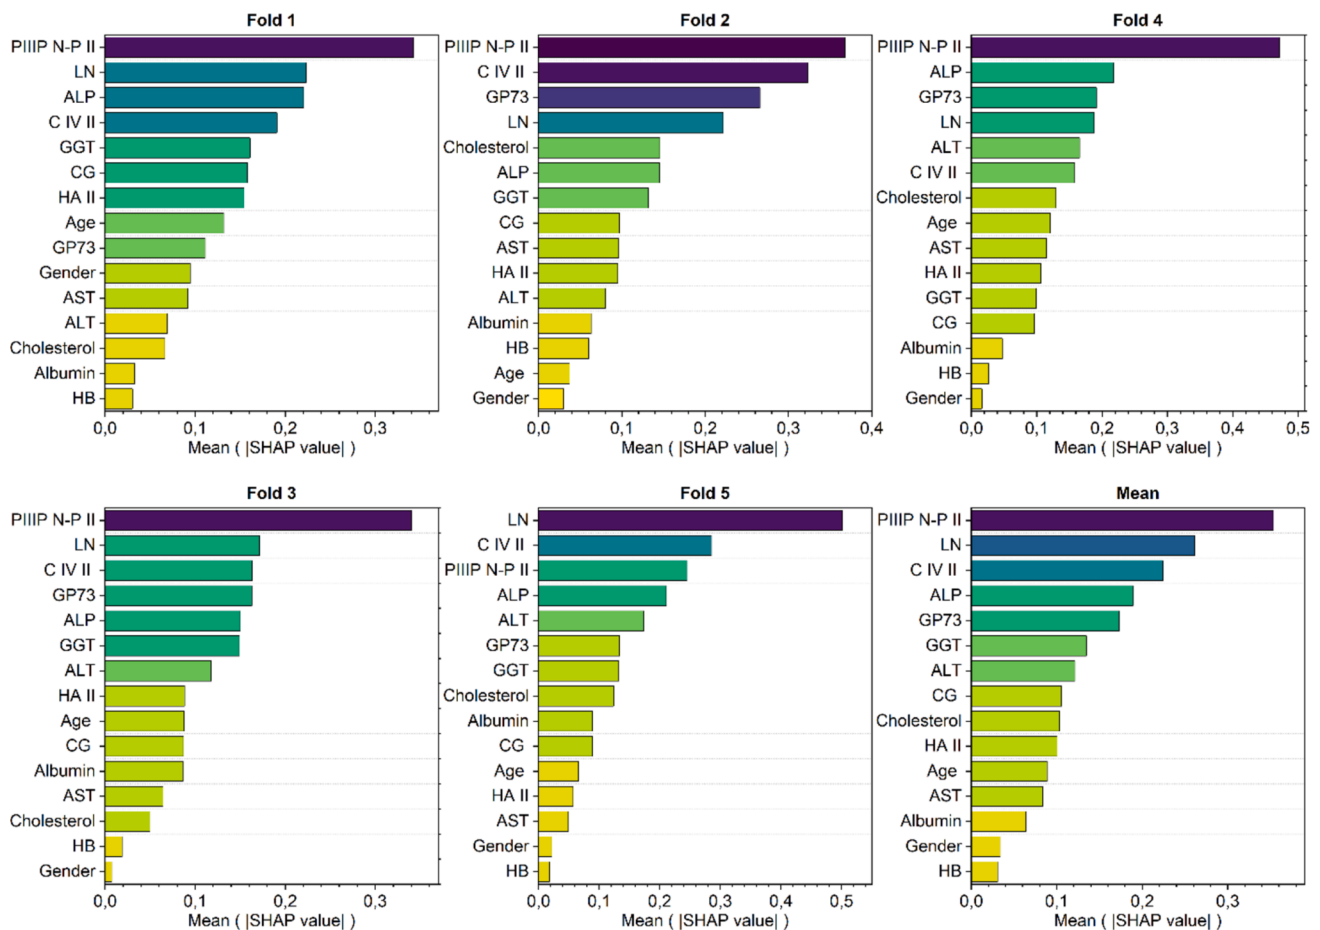 Fold 1
PIIIP N-P II
LN
ALP
C IV II
GGT
CG
HA II
Age
GP73
Gender
AST
ALT
Cholesterol
Albumin
HB
0,0 0,1 0,2 0,3
Mean ( |SHAP value| )
Fold 2
PIIIP N-P II
C IV II
GP73
LN
Cholesterol
ALP
GGT
CG
AST
HA II
ALT
Albumin
HB
Age
Gender
0,0 0,1 0,2 0,3 0,4
Mean ( |SHAP value| )
Fold 4
PIIIP N-P II
ALP
GP73
LN
ALT
C IV II
Cholesterol
Age
AST
HA II
GGT
CG
Albumin
HB
Gender
0,0 0,1 0,2 0,3 0,4 0,5
Mean ( |SHAP value| )
Fold 3
PIIIP N-P II
LN
C IV II
GP73
ALP
GGT
ALT
HA II
Age
CG
Albumin
AST
Cholesterol
HB
Gender
0,0 0,1 0,2 0,3
Mean ( |SHAP value| )
Fold 5
LN
C IV II
PIIIP N-P II
ALP
ALT
GP73
GGT
Cholesterol
Albumin
CG
Age
HA II
AST
Gender
HB
0,0 0,1 0,2 0,3 0,4 0,5
Mean ( |SHAP value| )
Mean
PIIIP N-P II
LN
C IV II
ALP
GP73
GGT
ALT
CG
Cholesterol
HA II
Age
AST
Albumin
Gender
HB
0,0 0,1 0,2 0,3
Mean ( |SHAP value| )